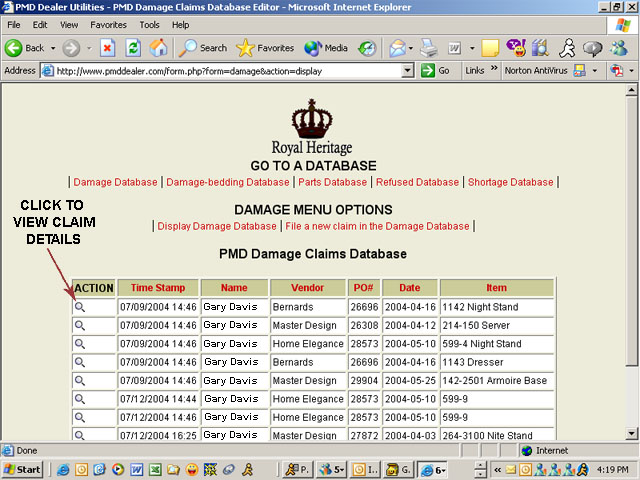 PMD Dealer Utilities - PMD Damage Claims Database Editor - Microsoft Internet Explorer
File Edit View Favorites Tools Help
Back Search Favorites Media
Address http://www.pmddealer.com/form.php?form=damage&action=display Go Links » Norton AntiVirus
Royal Heritage
GO TO A DATABASE
| Damage Database | Damage-bedding Database | Parts Database | Refused Database | Shortage Database |
CLICK TO
VIEW CLAIM
DETAILS
DAMAGE MENU OPTIONS
| Display Damage Database | File a new claim in the Damage Database |
PMD Damage Claims Database
ACTION Time Stamp Name Vendor PO# Date Item
07/09/2004 14:46 Gary Davis Bernards 26696 2004-04-16 1142 Night Stand
07/09/2004 14:46 Gary Davis Master Design 26308 2004-04-12 214-150 Server
07/09/2004 14:46 Gary Davis Home Elegance 28573 2004-05-10 599-4 Night Stand
07/09/2004 14:46 Gary Davis Bernards 26696 2004-04-16 1143 Dresser
07/09/2004 14:46 Gary Davis Master Design 29904 2004-05-25 142-2501 Armoire Base
07/12/2004 14:44 Gary Davis Home Elegance 28573 2004-05-10 599-9
07/12/2004 14:46 Gary Davis Home Elegance 28573 2004-05-10 599-9
07/12/2004 16:25 Gary Davis Master Design 27872 2004-04-03 264-3100 Nite Stand
Done Internet
Start P. 5 I.. G. 6 « 4:19 PM